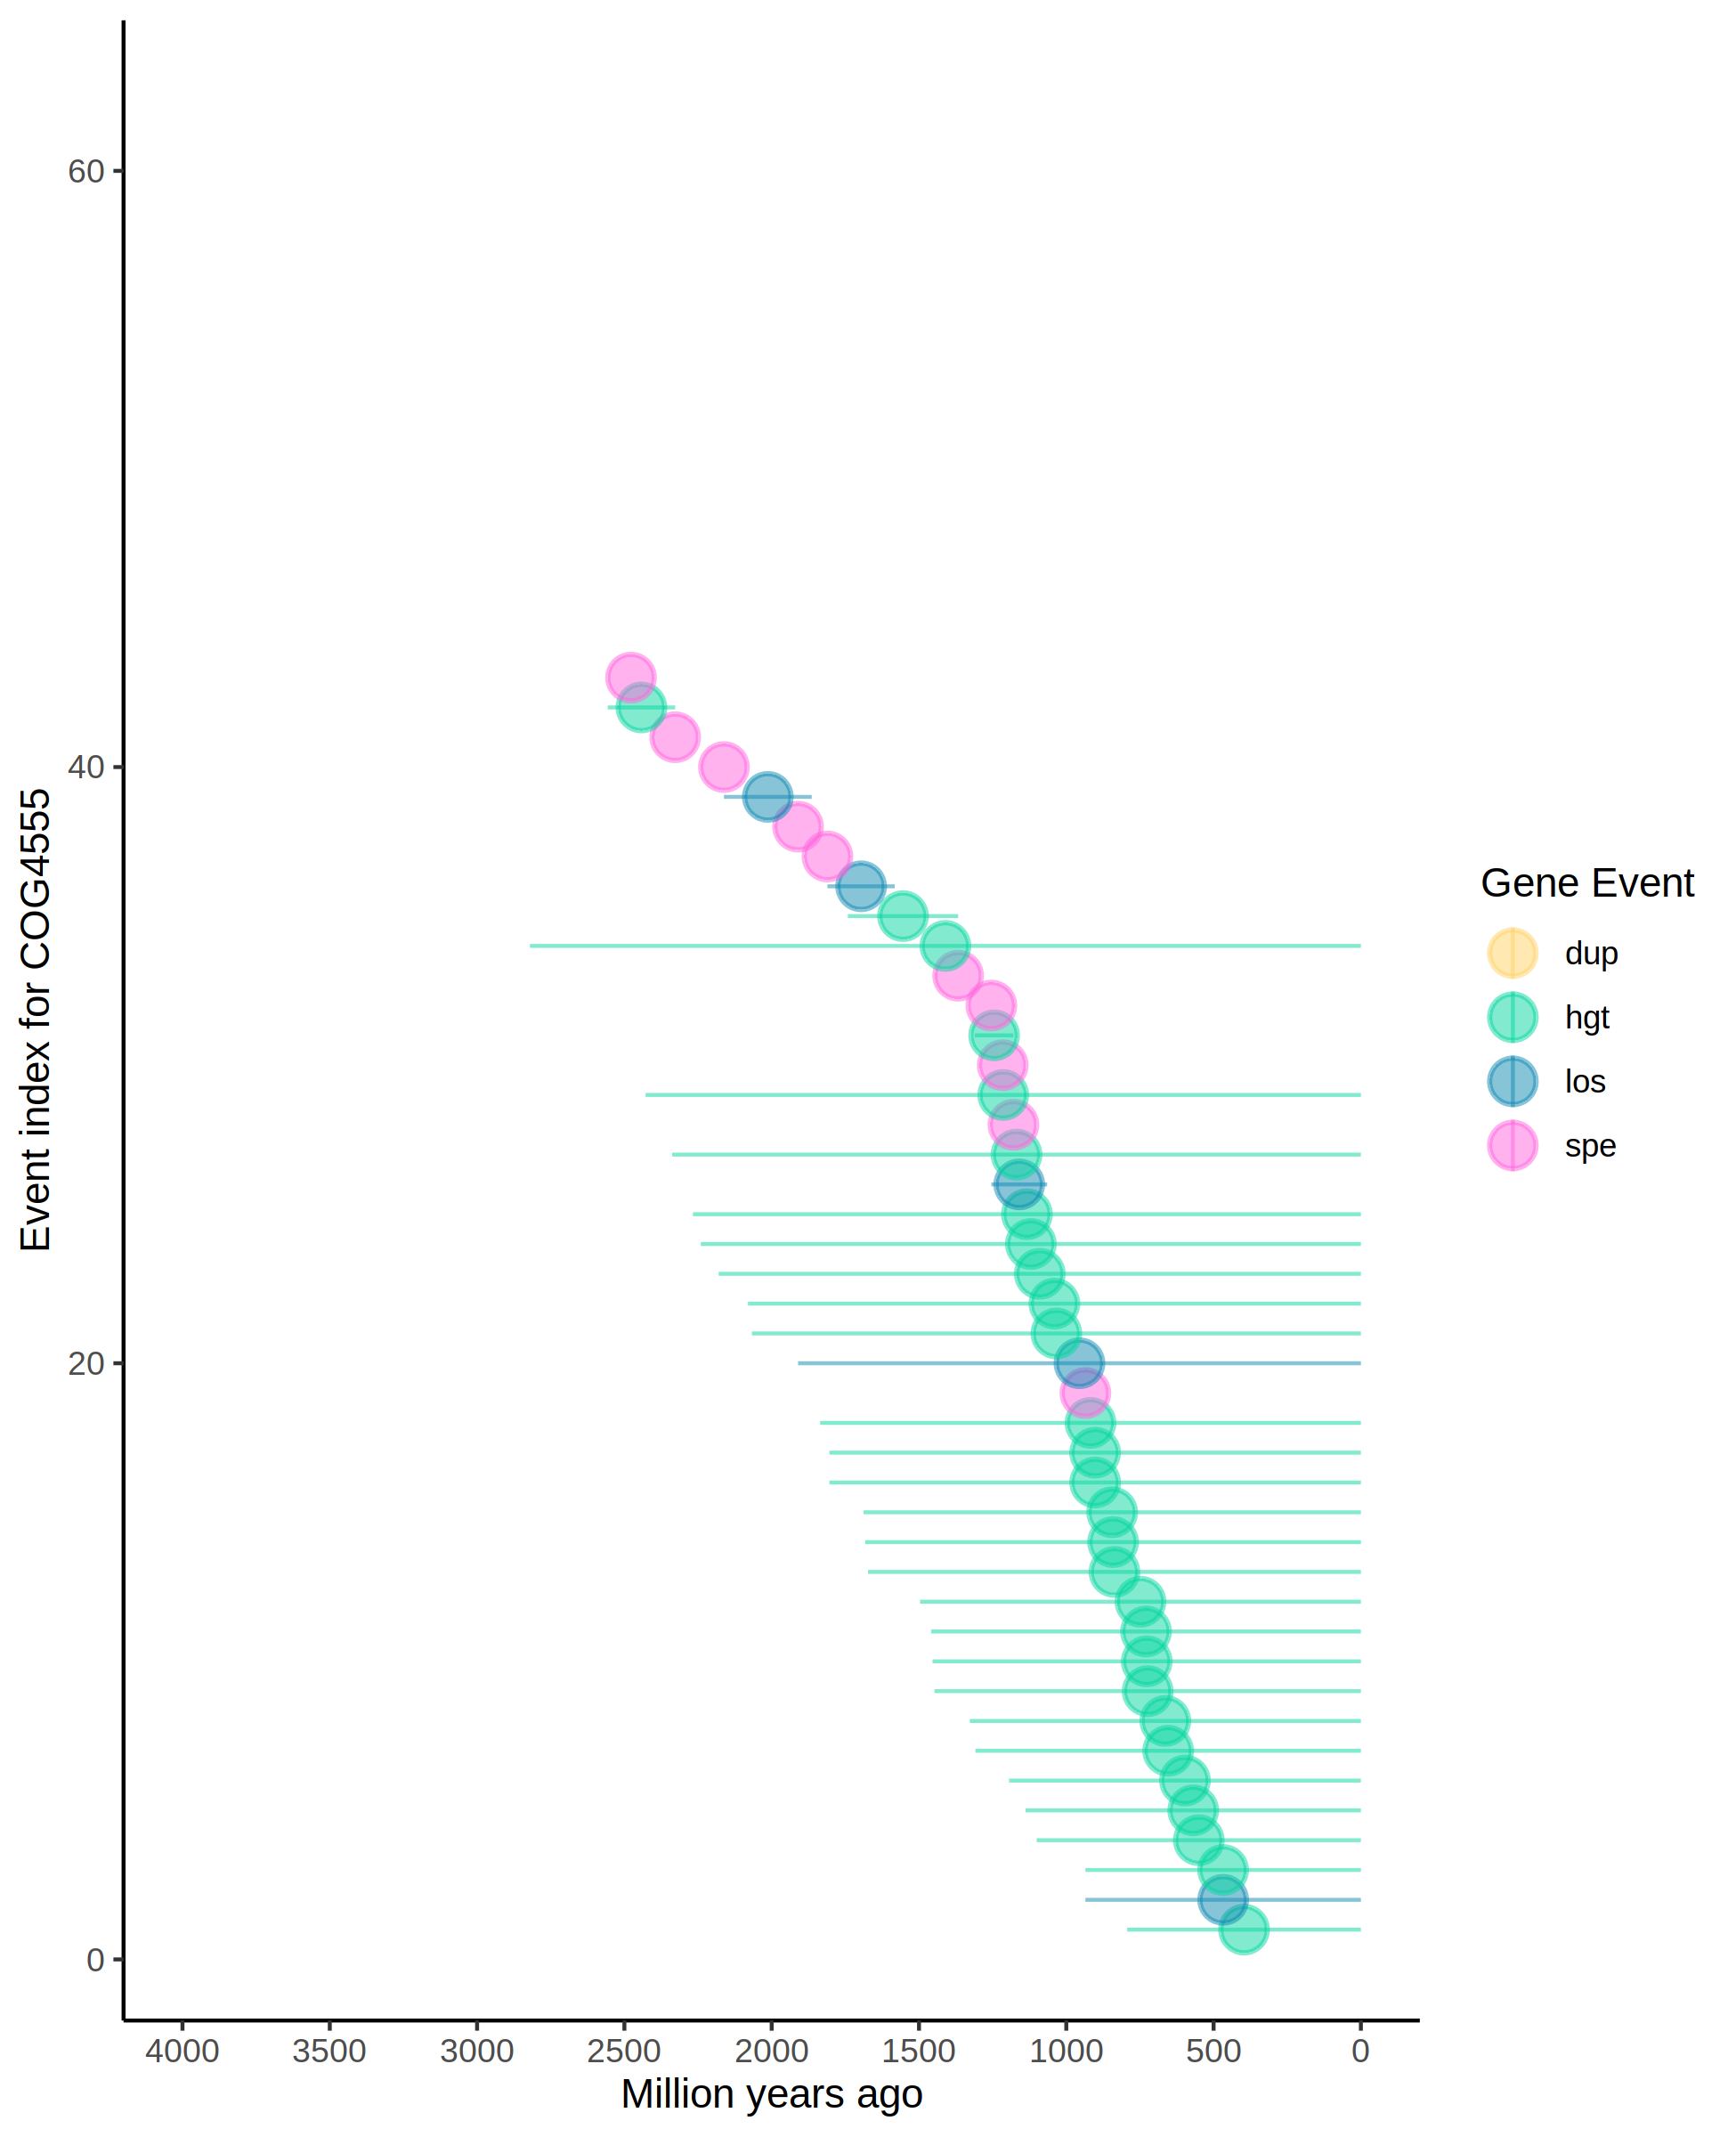 60
40
20
0
Event index for COG4555
4000 3500 3000 2500 2000 1500 1000 500 0
Million years ago
Gene Event
dup
hgt
los
spe